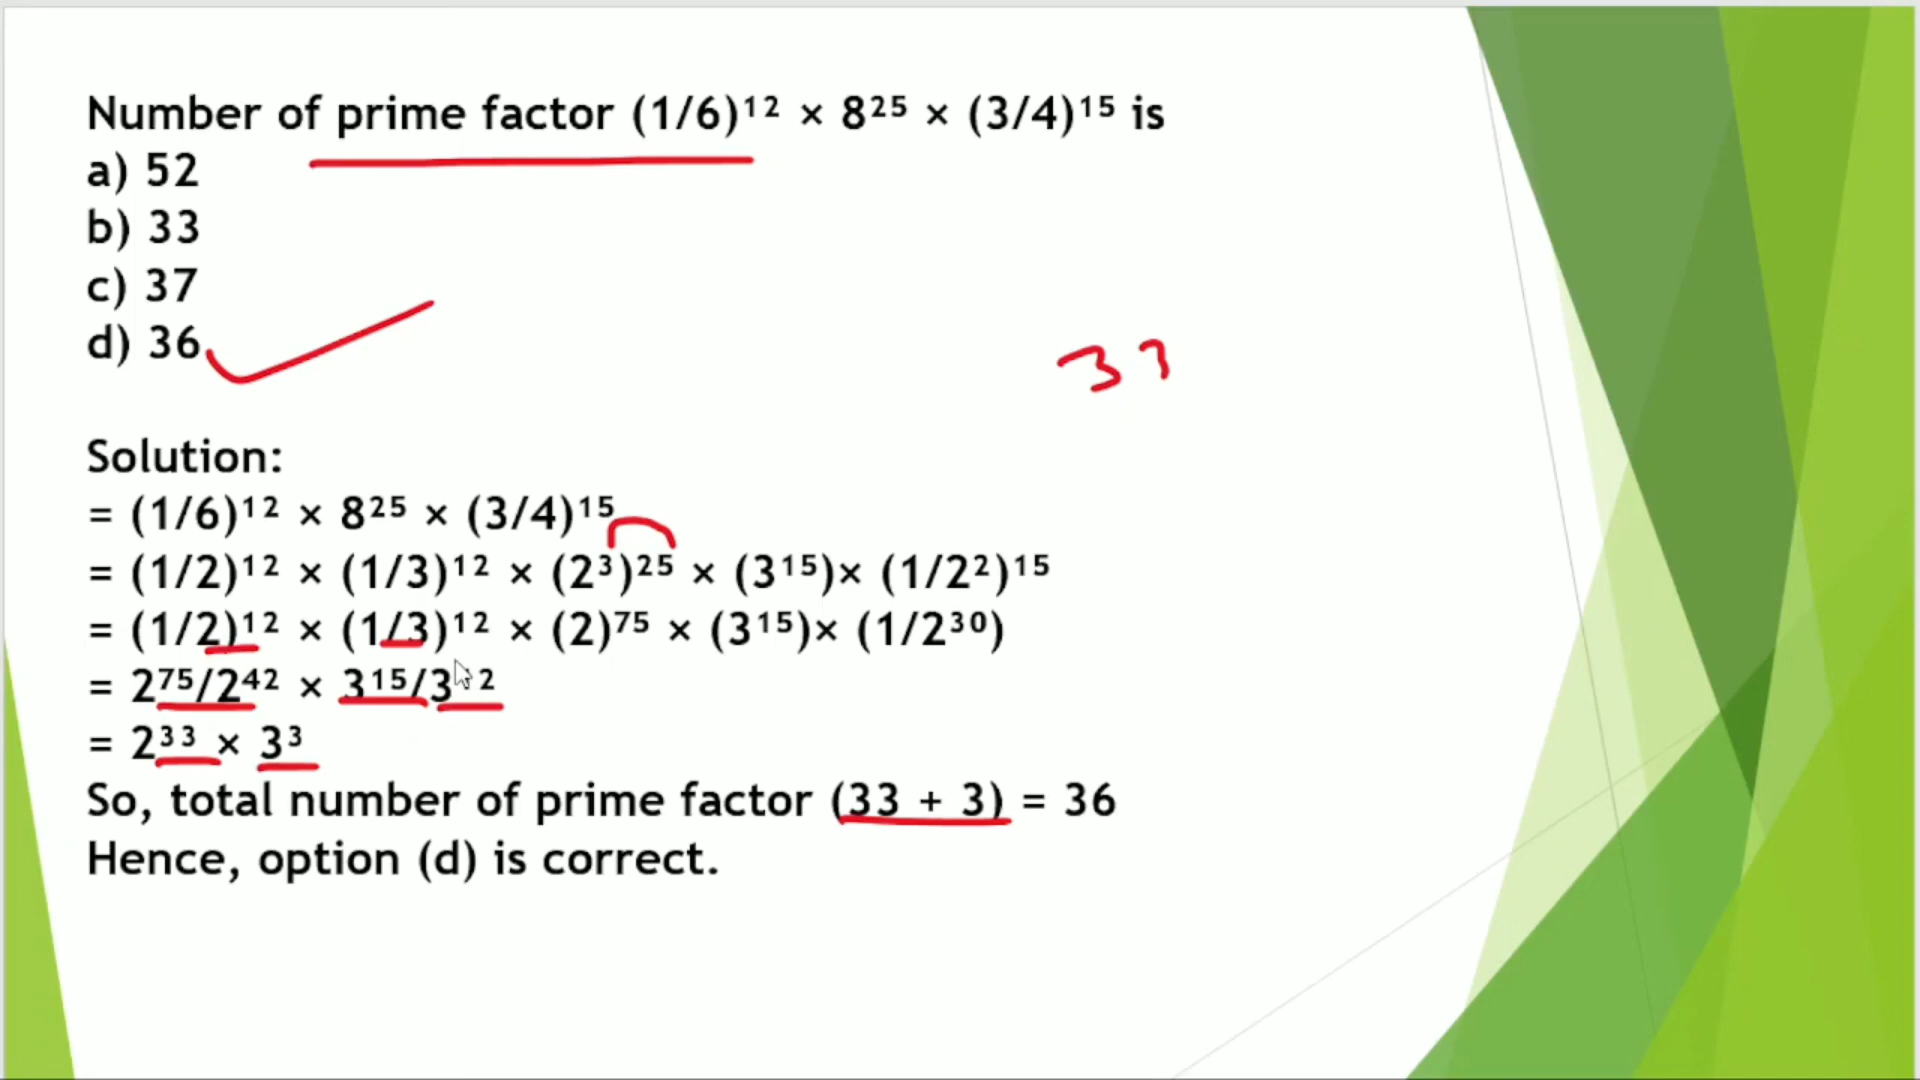 Number of prime factor (1/6)¹² × 8²⁵ × (3/4)¹⁵ is
a) 52
b) 33
c) 37
d) 36
Solution:
= (1/6)¹² × 8²⁵ × (3/4)¹⁵
= (1/2)¹² × (1/3)¹² × (2³)²⁵ × (3¹⁵)× (1/2²)¹⁵
= (1/2)¹² × (1/3)¹² × (2)⁷⁵ × (3¹⁵)× (1/2³⁰)
= 2⁷⁵/2⁴² × 3¹⁵/3¹²
= 2³³ × 3³
So, total number of prime factor (33 + 3) = 36
Hence, option (d) is correct.